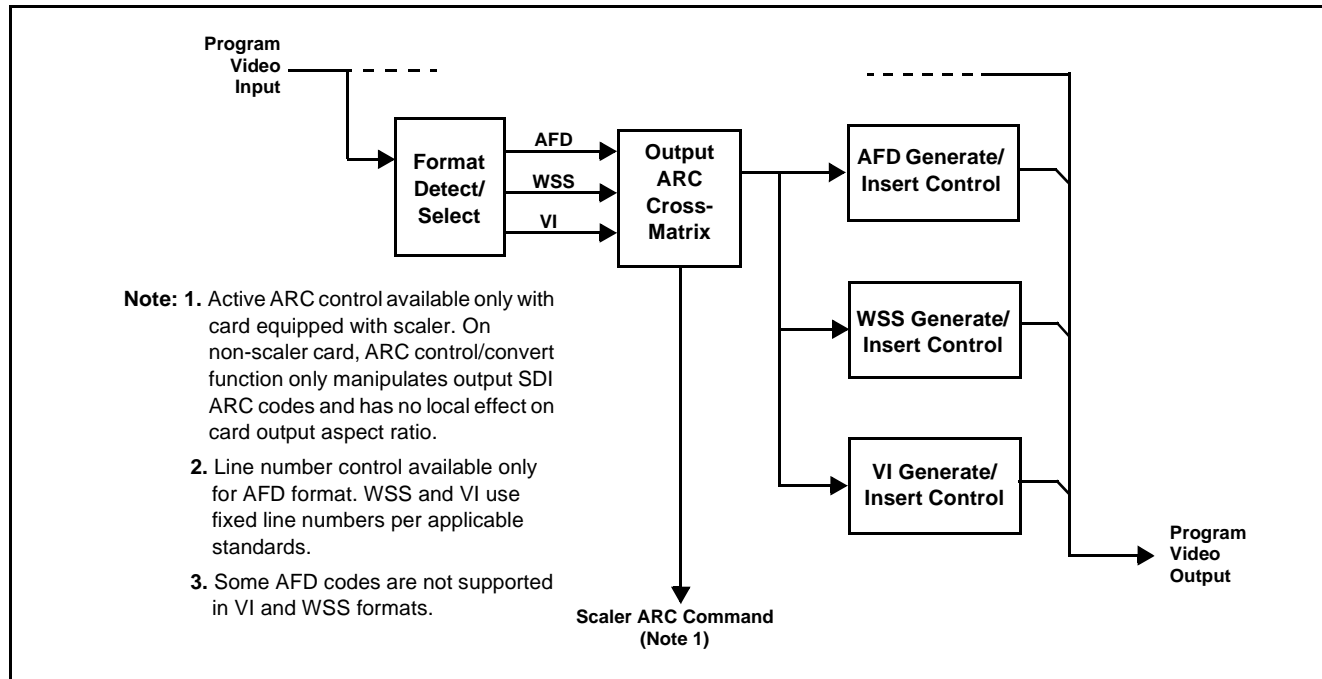 Program
Video
Input
Format
Detect/
Select
AFD
WSS
VI
Output
ARC
Cross-
Matrix
AFD Generate/
Insert Control
WSS Generate/
Insert Control
VI Generate/
Insert Control
Program
Video
Output
Scaler ARC Command
(Note 1)
Note: 1. Active ARC control available only with
card equipped with scaler. On
non-scaler card, ARC control/convert
function only manipulates output SDI
ARC codes and has no local effect on
card output aspect ratio.
2. Line number control available only
for AFD format. WSS and VI use
fixed line numbers per applicable
standards.
3. Some AFD codes are not supported
in VI and WSS formats.